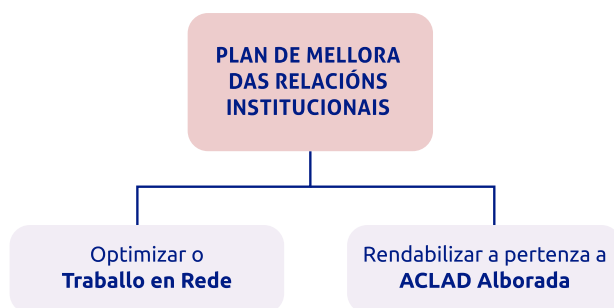 PLAN DE MELLORA
DAS RELACIÓNS
INSTITUCIONAIS
Optimizar o
Traballo en Rede
Rendabilizar a pertenza a
ACLAD Alborada